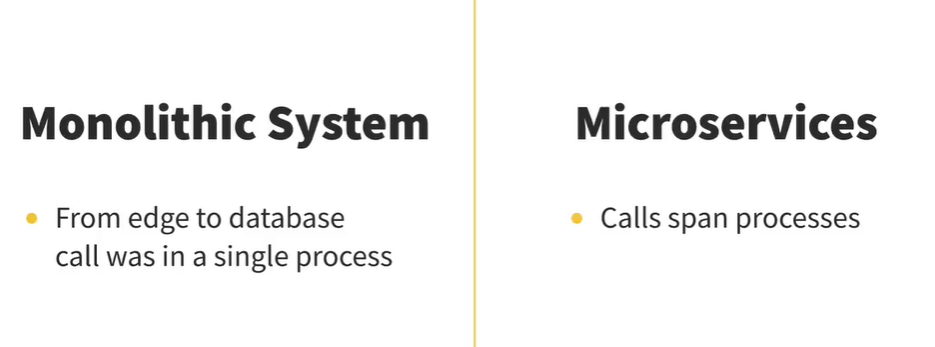 Monolithic System
From edge to database
call was in a single process
Microservices
Calls span processes